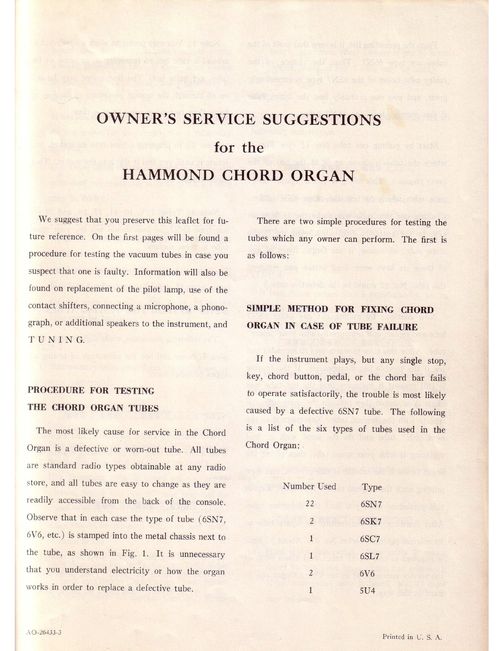 OWNER'S SERVICE SUGGESTIONS
for the
HAMMOND CHORD ORGAN
We suggest that you preserve this leaflet for fu-
ture reference. On the first pages will be found a
procedure for testing the vacuum tubes in case you
suspect that one is faulty. Information will also be
found on replacement of the pilot lamp, use of the
contact shifters, connecting a microphone, a phono-
graph, or additional speakers to the instrument, and
T U N I N G.
PROCEDURE FOR TESTING
THE CHORD ORGAN TUBES
The most likely cause for service in the Chord
Organ is a defective or worn-out tube. All tubes
are standard radio types obtainable at any radio
store, and all tubes are easy to change as they are
readily accessible from the back of the console.
Observe that in each case the type of tube (6SN7,
6V6, etc.) is stamped into the metal chassis next to
the tube, as shown in Fig. 1. It is unnecessary
that you understand electricity or how the organ
works in order to replace a defective tube.
There are two simple procedures for testing the
tubes which any owner can perform. The first is
as follows:
SIMPLE METHOD FOR FIXING CHORD
ORGAN IN CASE OF TUBE FAILURE
If the instrument plays, but any single stop,
key, chord button, pedal, or the chord bar fails
to operate satisfactorily, the trouble is most likely
caused by a defective 6SN7 tube. The following
is a list of the six types of tubes used in the
Chord Organ:
Number Used Type
22 6SN7
2 6SK7
1 6SC7
1 6SL7
2 6V6
1 5U4
AO-26433-3
Printed in U. S. A.